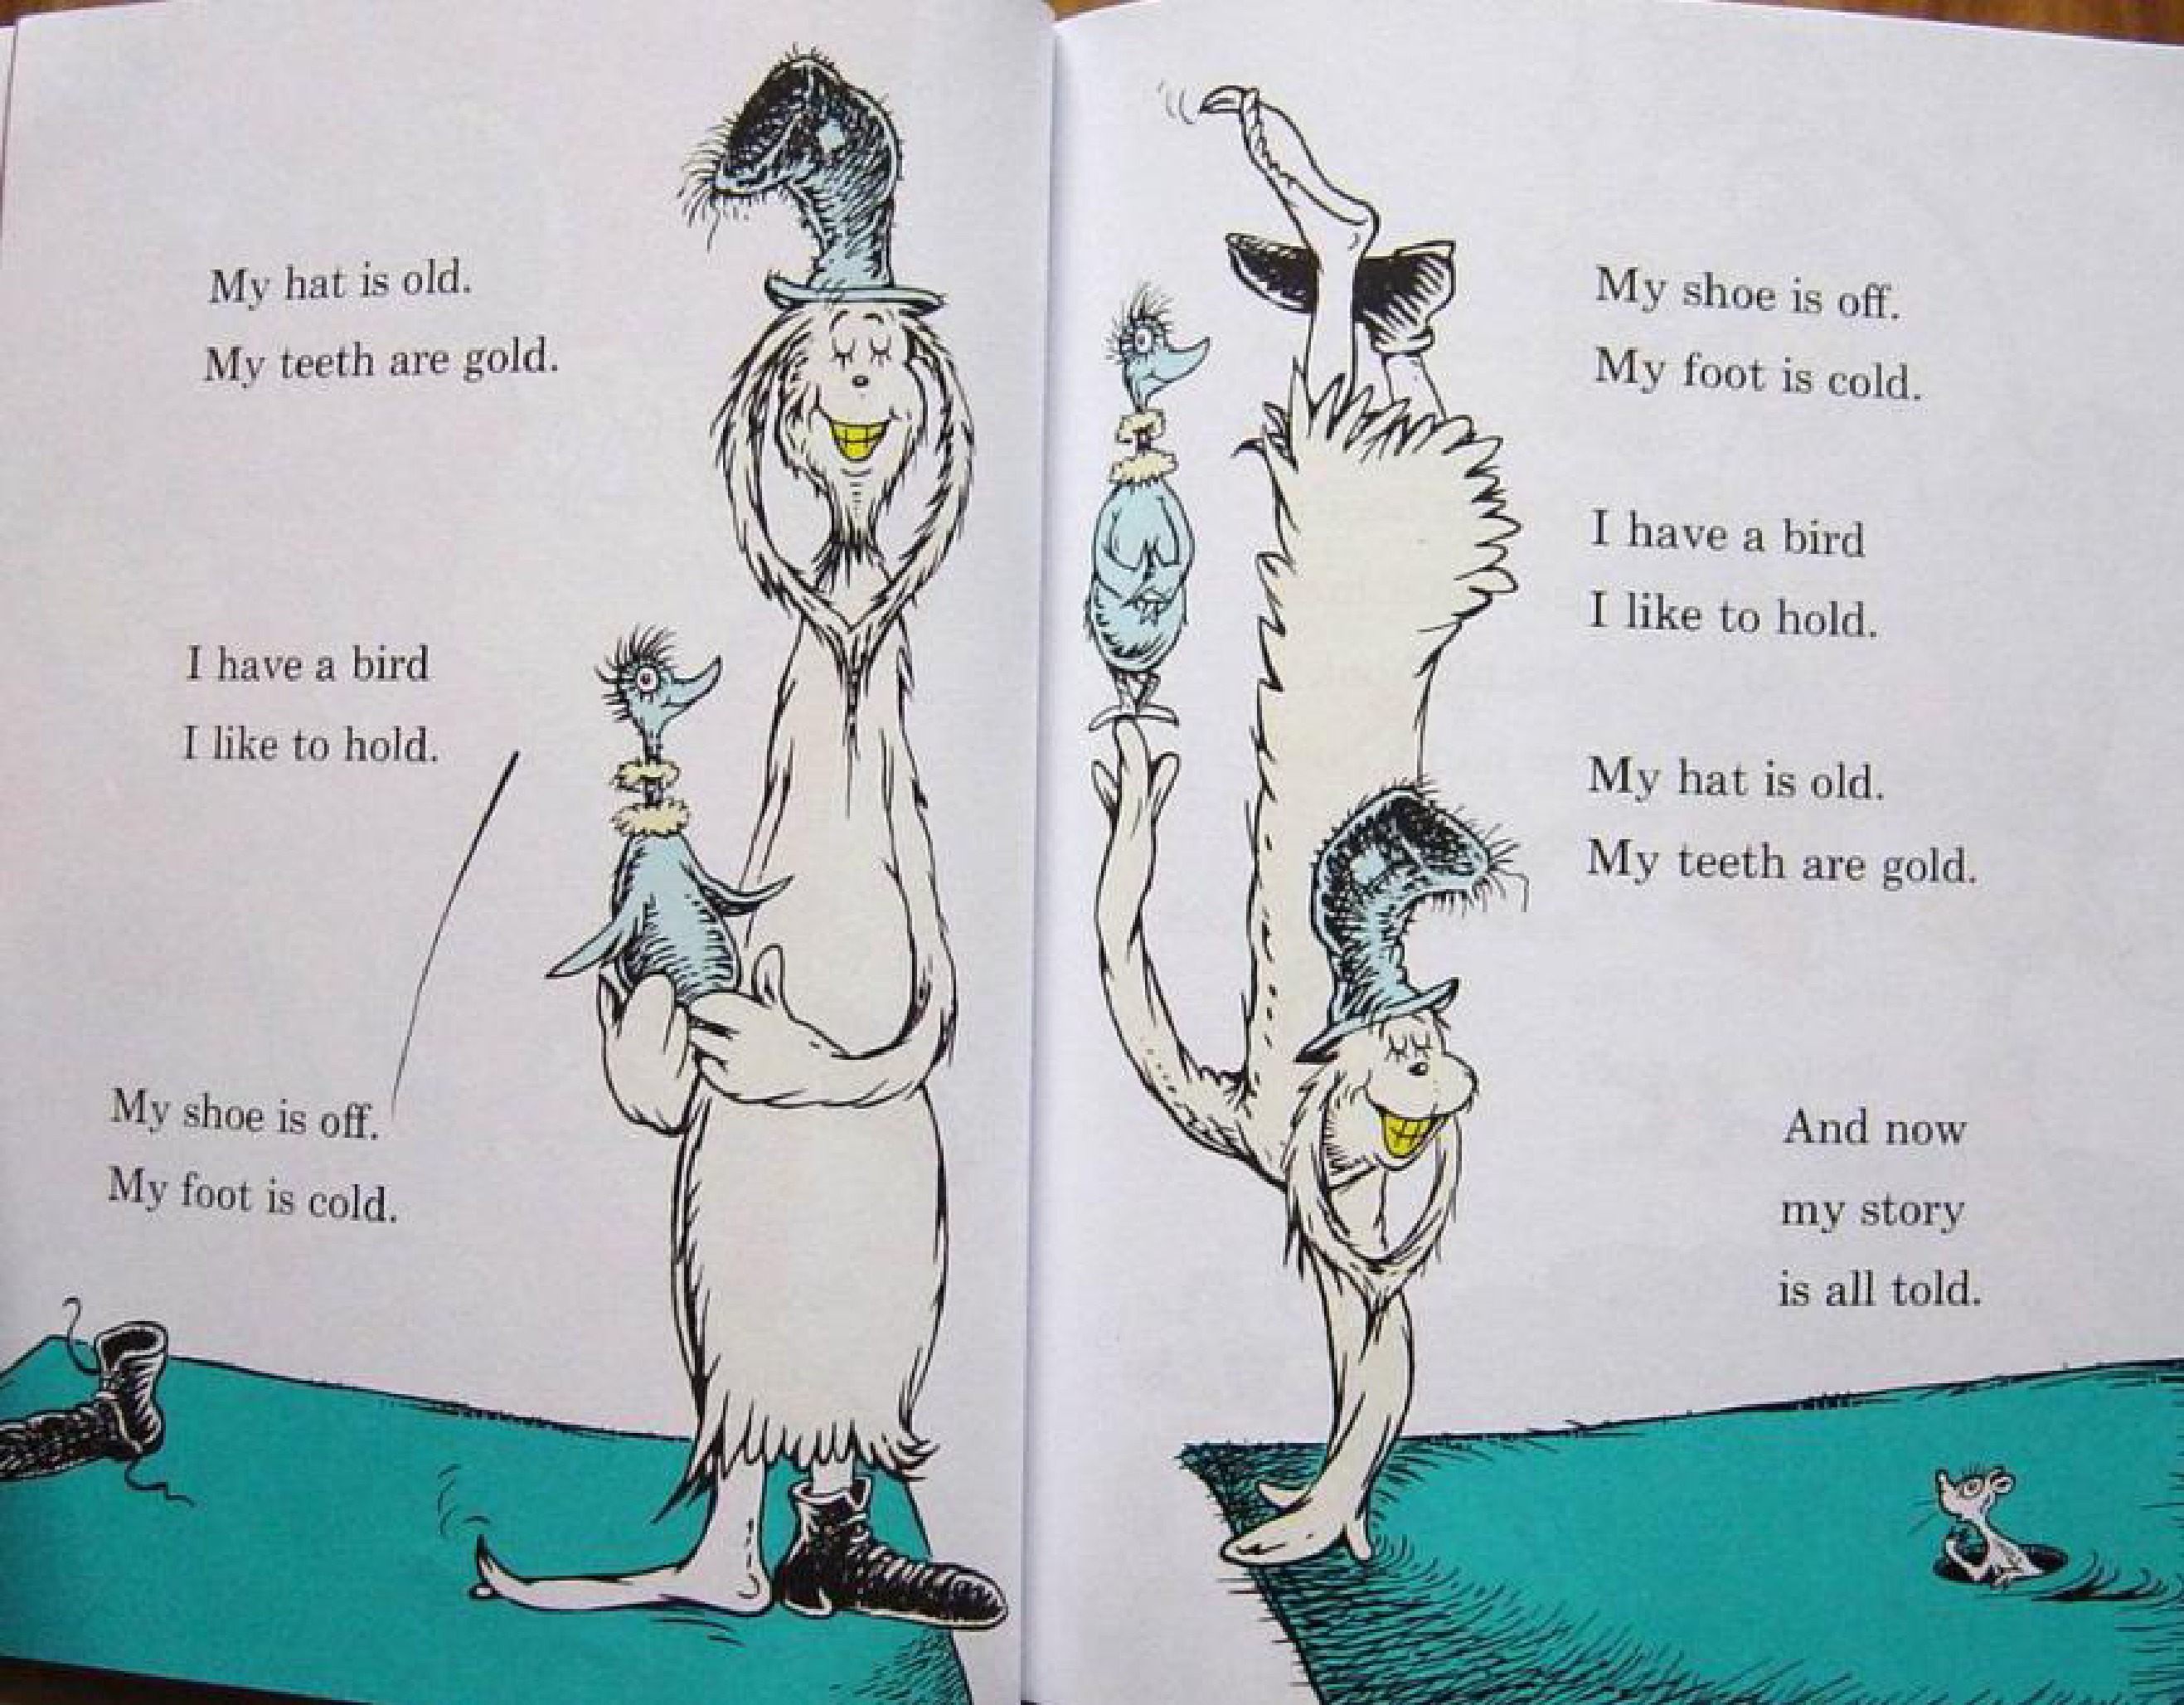 My hat is old.
My teeth are gold.
I have a bird
I like to hold.
My shoe is off.
My foot is cold.
My shoe is off.
My foot is cold.
I have a bird
I like to hold.
My hat is old.
My teeth are gold.
And now
my story
is all told.